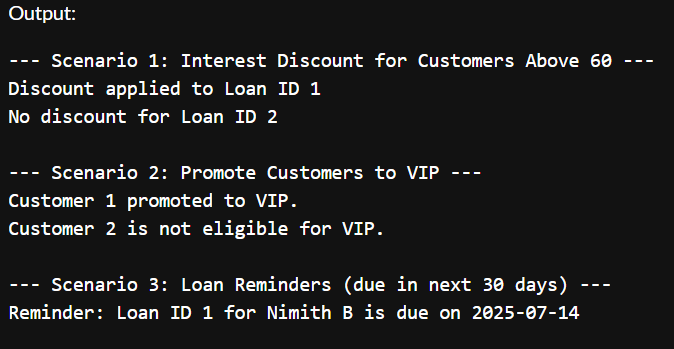 Output:
--- Scenario 1: Interest Discount for Customers Above 60 ---
Discount applied to Loan ID 1
No discount for Loan ID 2
--- Scenario 2: Promote Customers to VIP ---
Customer 1 promoted to VIP.
Customer 2 is not eligible for VIP.
--- Scenario 3: Loan Reminders (due in next 30 days) ---
Reminder: Loan ID 1 for Nimith B is due on 2025-07-14